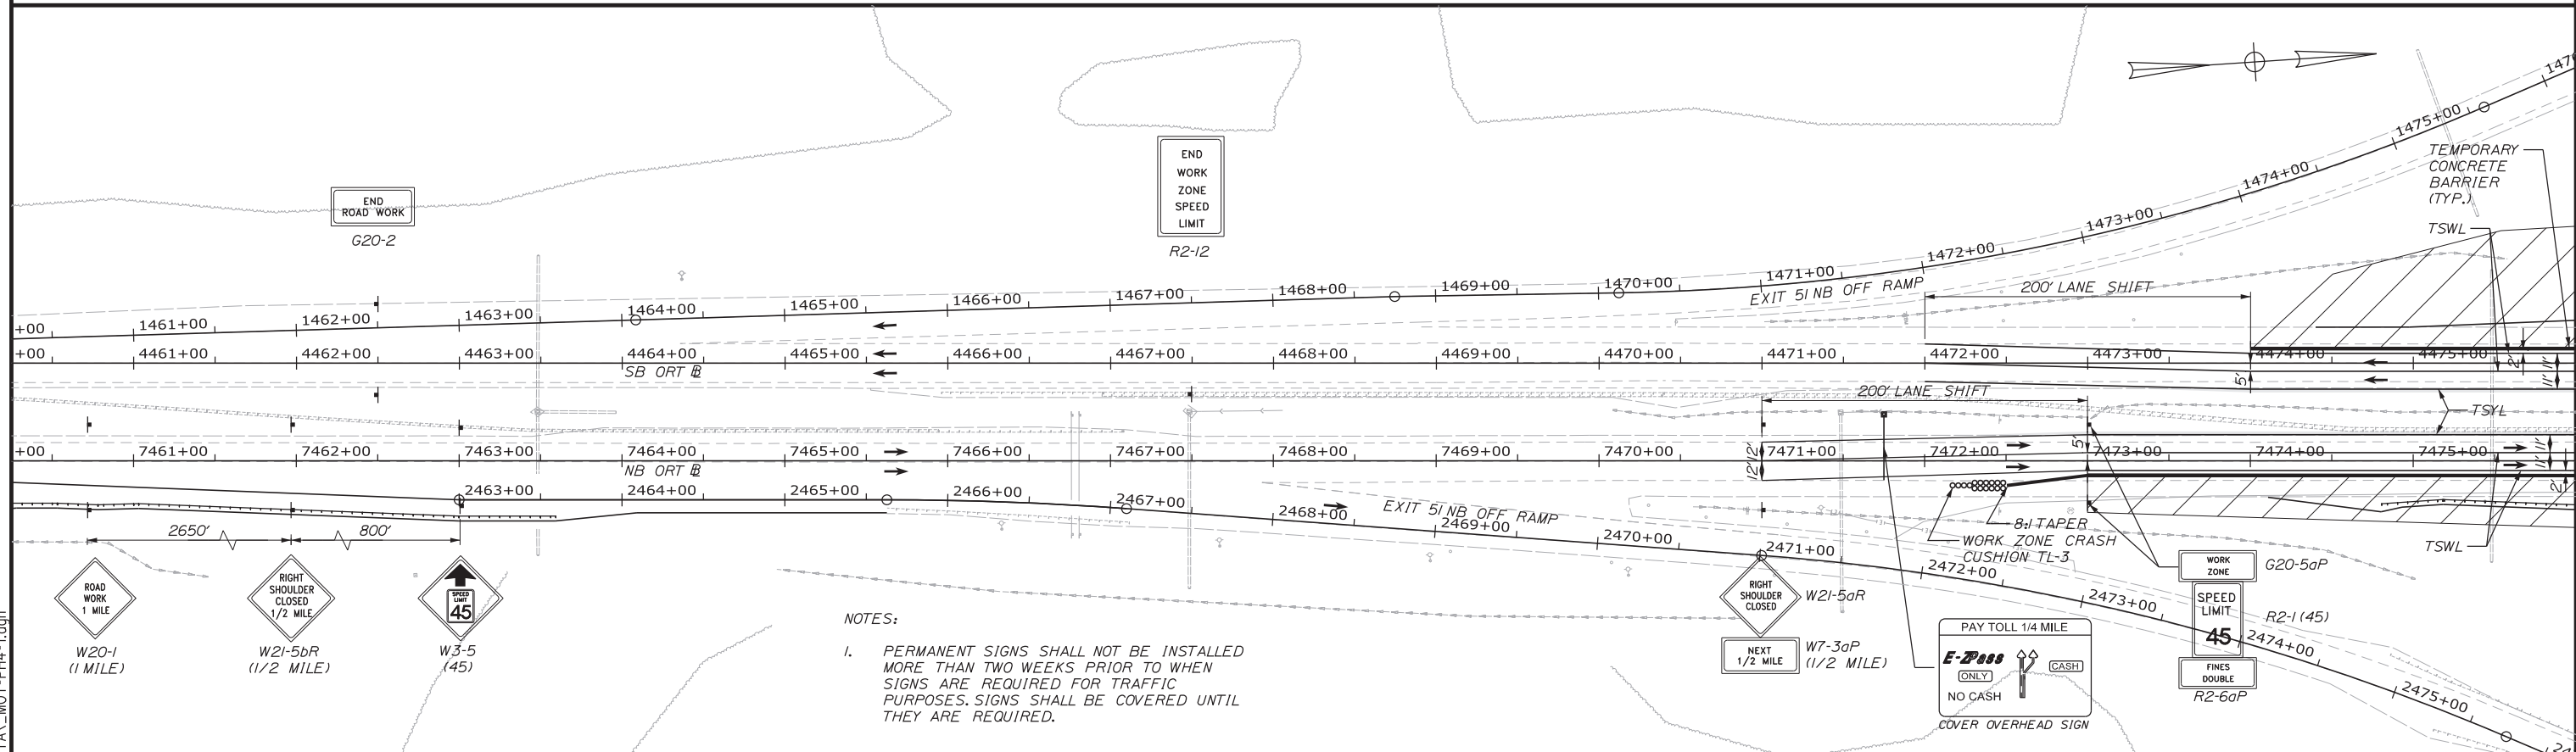 END
ROAD WORK
G20-2
END
WORK
ZONE
SPEED
LIMIT
R2-12
TEMPORARY
CONCRETE
BARRIER
(TYP.)
TSWL
1475+00
1474+00
1473+00
1472+00
+00
1461+00
1462+00
1463+00
1464+00
1465+00
1466+00
1467+00
1468+00
1469+00
1470+00
1471+00
EXIT 51 NB OFF RAMP
200' LANE SHIFT
+00
4461+00
4462+00
4463+00
4464+00
4465+00
4466+00
4467+00
4468+00
4469+00
4470+00
4471+00
4472+00
4473+00
4474+00
4475+00
2'
11'
11'
SB ORT B
5'
200' LANE SHIFT
TSYL
+00
7461+00
7462+00
7463+00
7464+00
7465+00
7466+00
7467+00
7468+00
7469+00
7470+00
7471+00
7472+00
7473+00
7474+00
7475+00
12'
12'
5'
11'
11'
2'
NB ORT B
2463+00
2464+00
2465+00
2466+00
2467+00
2468+00
2469+00
2470+00
2471+00
2472+00
2473+00
2474+00
2475+00
EXIT 51 NB OFF RAMP
2650'
800'
8:1 TAPER
WORK ZONE CRASH
CUSHION TL-3
TSWL
ROAD
WORK
1 MILE
W20-1
(1 MILE)
RIGHT
SHOULDER
CLOSED
1/2 MILE
W21-5bR
(1/2 MILE)
SPEED
LIMIT
45
W3-5
(45)
NOTES:
1. PERMANENT SIGNS SHALL NOT BE INSTALLED
MORE THAN TWO WEEKS PRIOR TO WHEN
SIGNS ARE REQUIRED FOR TRAFFIC
PURPOSES. SIGNS SHALL BE COVERED UNTIL
THEY ARE REQUIRED.
RIGHT
SHOULDER
CLOSED
W21-5aR
NEXT
1/2 MILE
W7-3aP
(1/2 MILE)
PAY TOLL 1/4 MILE
E-ZPass
ONLY
NO CASH
CASH
COVER OVERHEAD SIGN
WORK
ZONE
G20-5aP
SPEED
LIMIT
45
R2-1 (45)
FINES
DOUBLE
R2-6aP